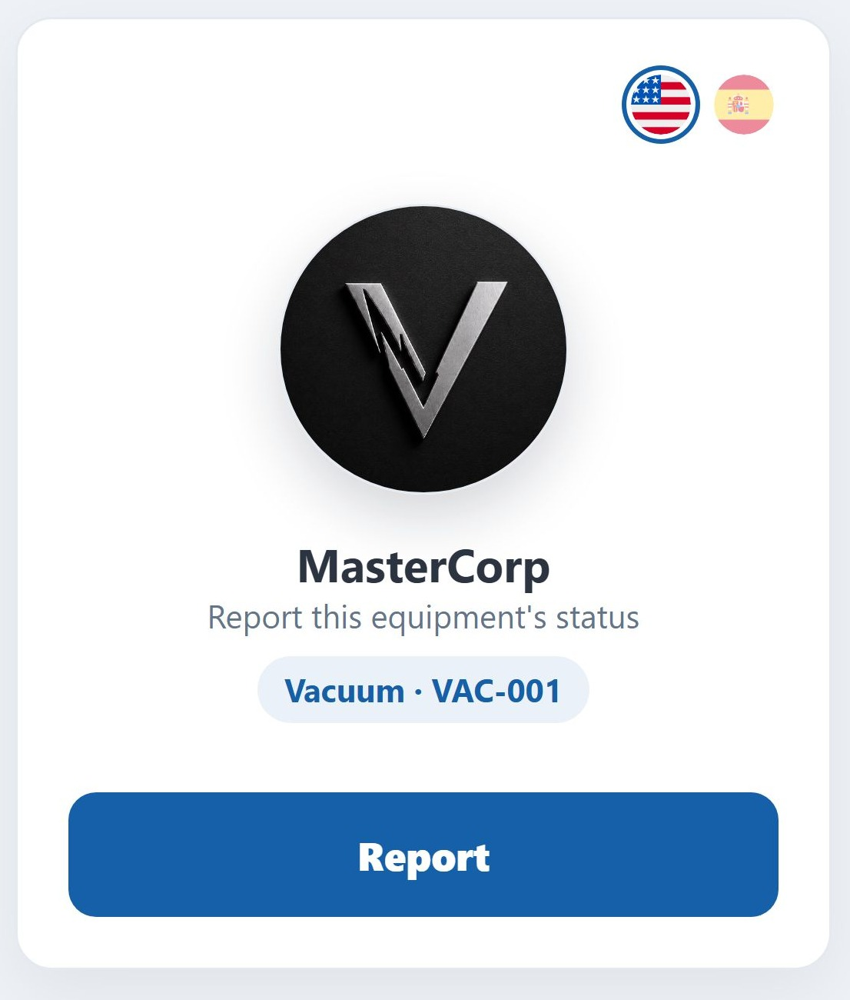 MasterCorp
Report this equipment's status
Vacuum · VAC-001
Report